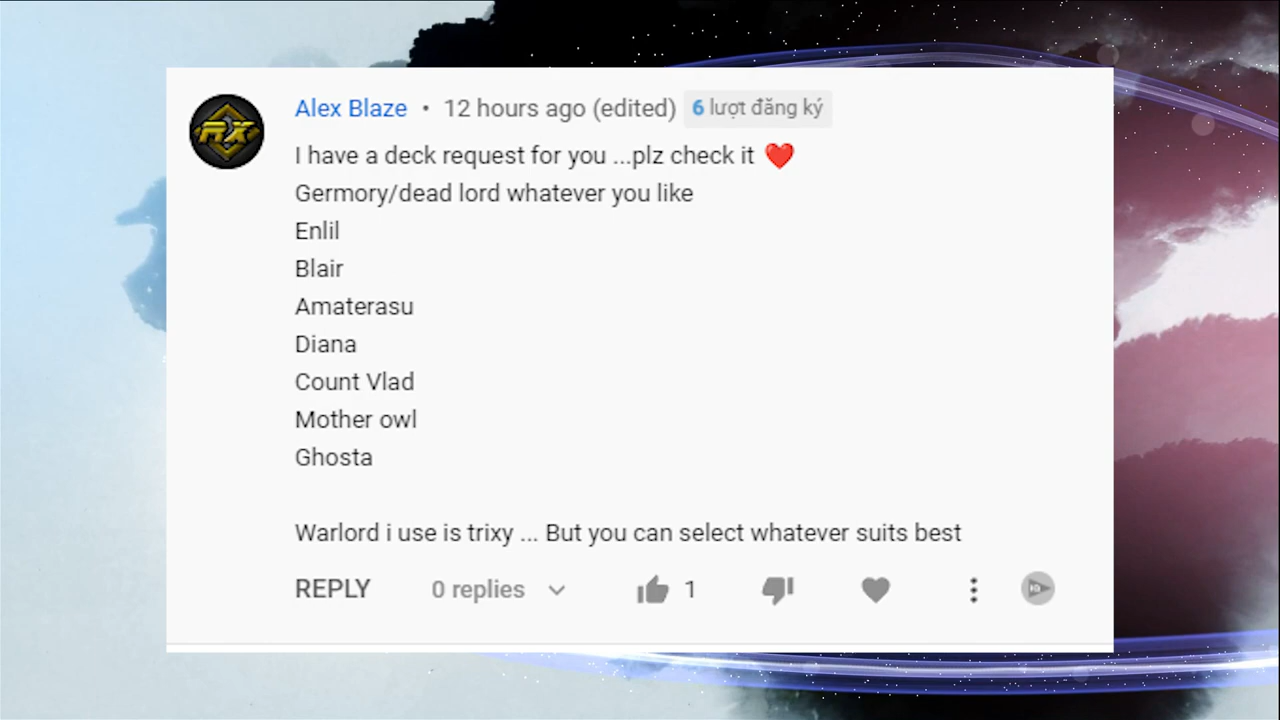 RX
Alex Blaze • 12 hours ago (edited) 6 lượt đăng ký
I have a deck request for you ...plz check it ❤️
Germory/dead lord whatever you like
Enlil
Blair
Amaterasu
Diana
Count Vlad
Mother owl
Ghosta
Warlord i use is trixy ... But you can select whatever suits best
REPLY 0 replies 1